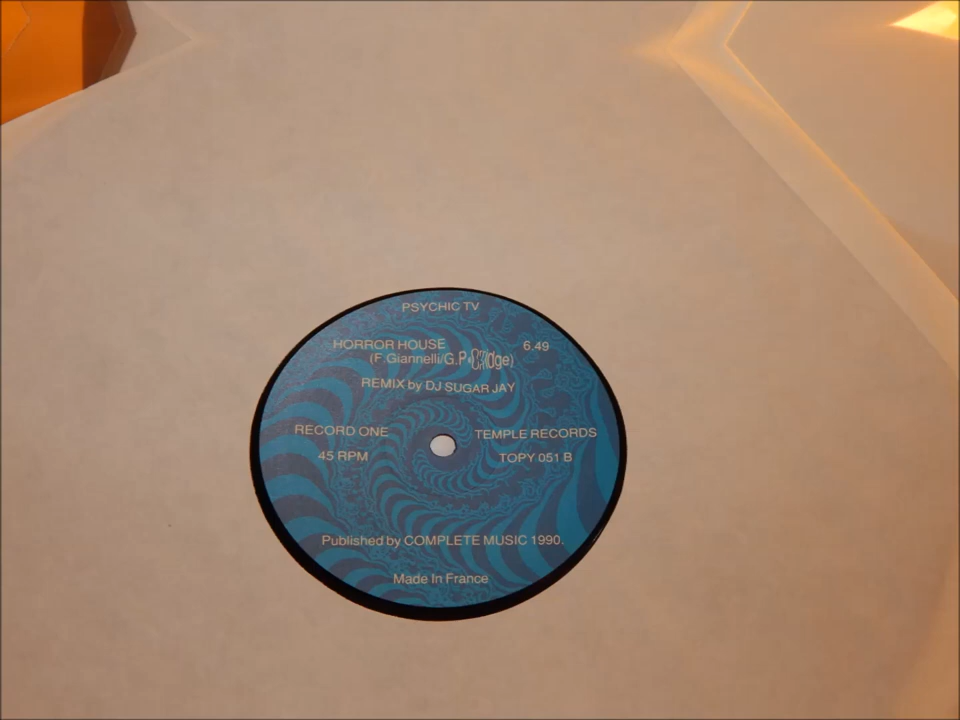 PSYCHIC TV
HORROR HOUSE 6.49
(F.Giannelli/G.P
REMIX by DJ SUGAR JAY
RECORD ONE TEMPLE RECORDS
45 RPM TOPY 051 B
Published by COMPLETE MUSIC 1990.
Made In France